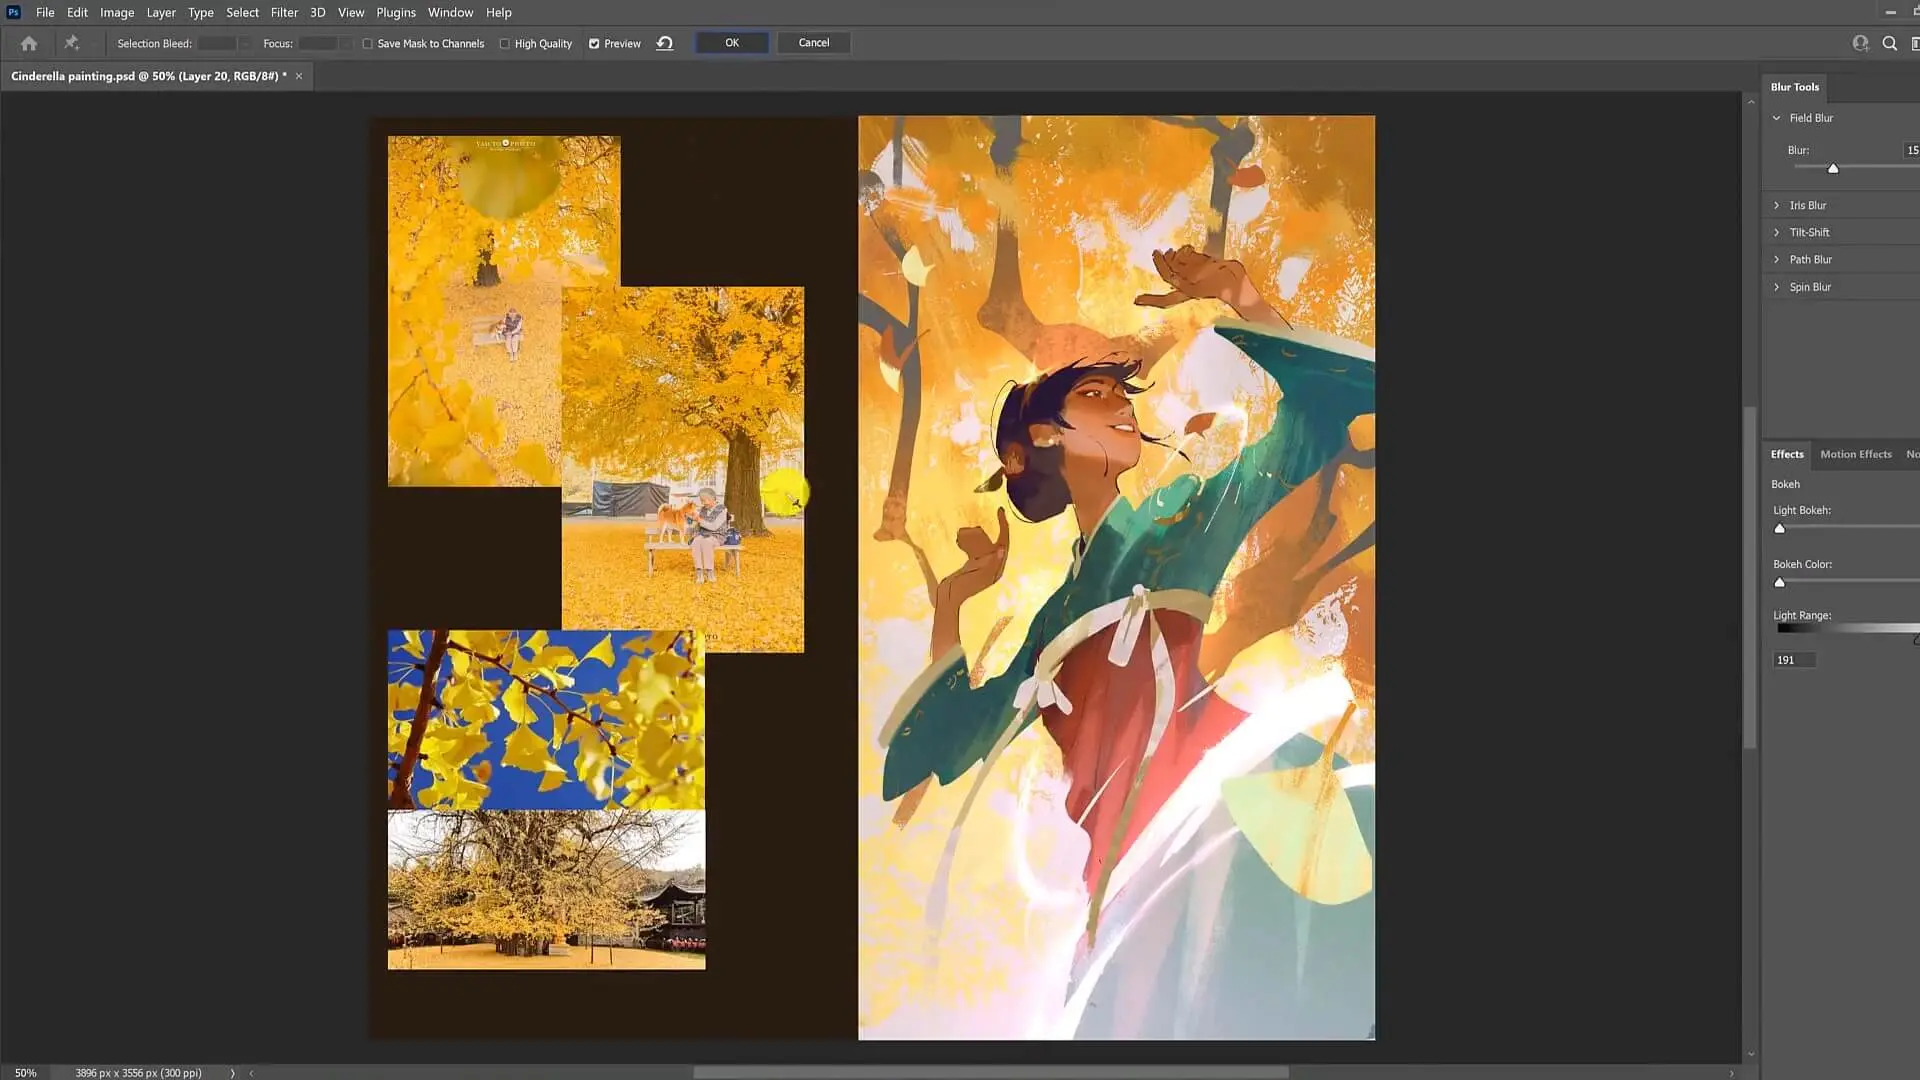 Ps File Edit Image Layer Type Select Filter 3D View Plugins Window Help
Selection Bleed: Focus: Save Mask to Channels High Quality Preview OK Cancel
Cinderella painting.psd @ 50% (Layer 20, RGB/8#) * ×
Blur Tools
Field Blur
Blur: 15
Iris Blur
Tilt-Shift
Path Blur
Spin Blur
Effects Motion Effects No
Bokeh
Light Bokeh:
Bokeh Color:
Light Range:
191
50% 3896 px x 3556 px (300 ppi)